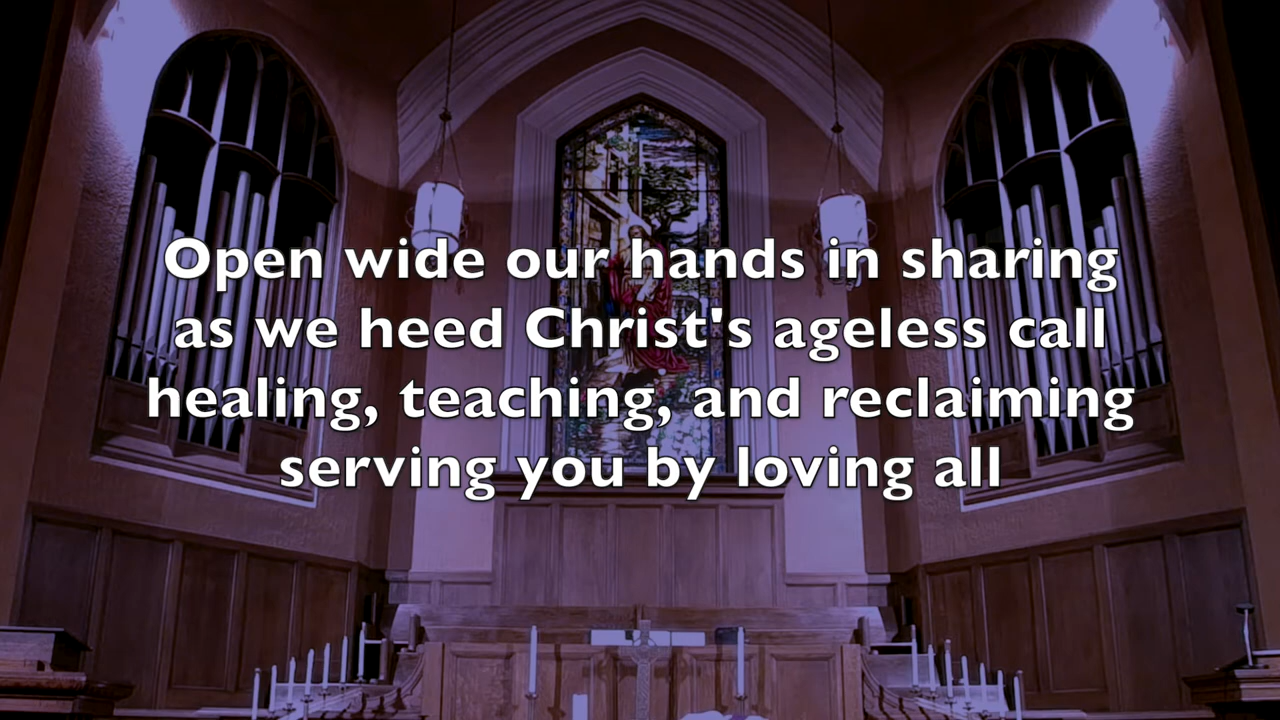 Open wide our hands in sharing
as we heed Christ's ageless call
healing, teaching, and reclaiming
serving you by loving all